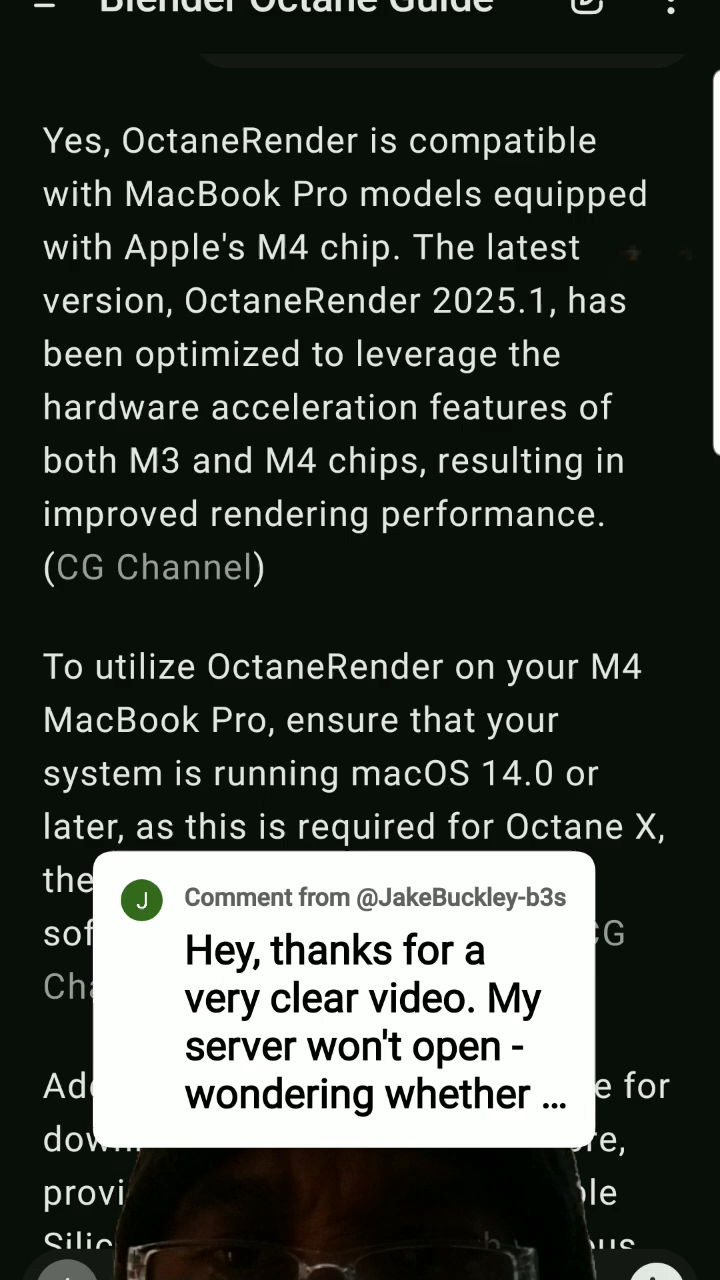 Blender Octane Guide
Yes, OctaneRender is compatible
with MacBook Pro models equipped
with Apple's M4 chip. The latest
version, OctaneRender 2025.1, has
been optimized to leverage the
hardware acceleration features of
both M3 and M4 chips, resulting in
improved rendering performance.
(CG Channel)
To utilize OctaneRender on your M4
MacBook Pro, ensure that your
system is running macOS 14.0 or
later, as this is required for Octane X,
the
J
Comment from @JakeBuckley-b3s
Hey, thanks for a
very clear video. My
server won't open -
wondering whether ...
for